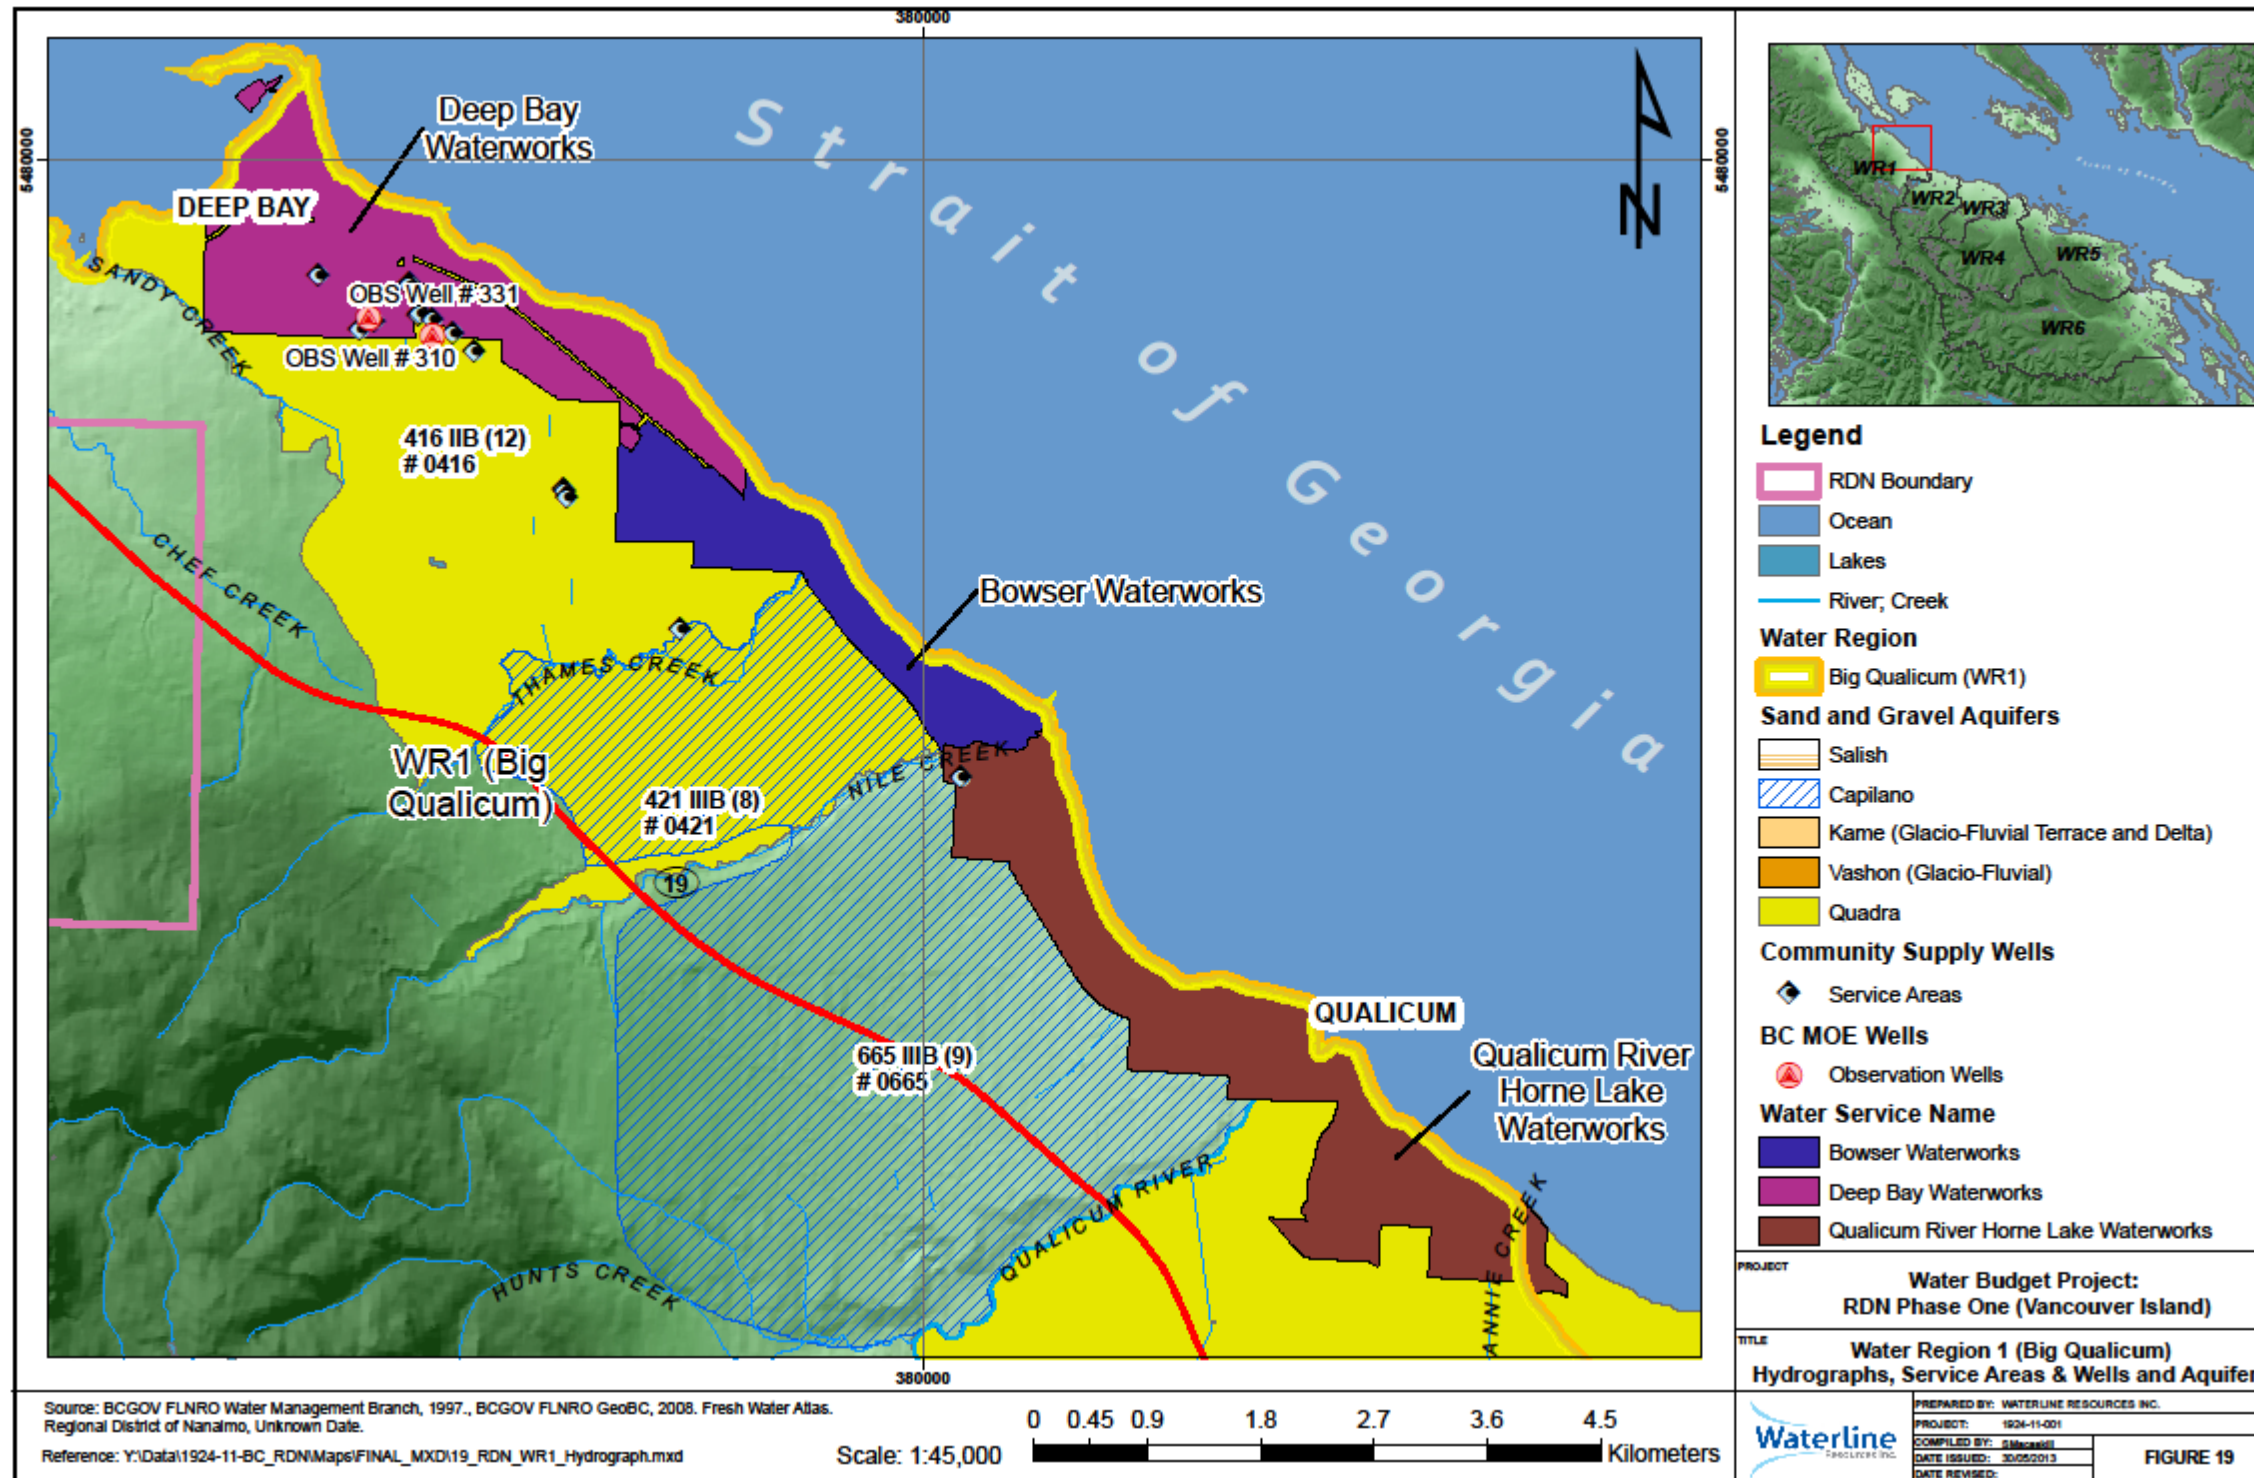 380000
5480000
5480000
Deep Bay
Waterworks
DEEP BAY
Strait of Georgia
N
SANDY CREEK
OBS Well # 331
OBS Well # 310
416 IIB (12)
# 0416
CHEF CREEK
Bowser Waterworks
THAMES CREEK
WR1 (Big
Qualicum)
NILE CREEK
421 IIIB (8)
# 0421
19
QUALICUM
665 IIIB (9)
# 0665
Qualicum River
Horne Lake
Waterworks
QUALICUM RIVER
HUNTS CREEK
ANNIE CREEK
380000
WR1
WR2
WR3
WR4
WR5
WR6
Legend
RDN Boundary
Ocean
Lakes
River; Creek
Water Region
Big Qualicum (WR1)
Sand and Gravel Aquifers
Salish
Capilano
Kame (Glacio-Fluvial Terrace and Delta)
Vashon (Glacio-Fluvial)
Quadra
Community Supply Wells
Service Areas
BC MOE Wells
Observation Wells
Water Service Name
Bowser Waterworks
Deep Bay Waterworks
Qualicum River Horne Lake Waterworks
PROJECT
Water Budget Project:
RDN Phase One (Vancouver Island)
TITLE
Water Region 1 (Big Qualicum)
Hydrographs, Service Areas & Wells and Aquifer
Source: BCGOV FLNRO Water Management Branch, 1997., BCGOV FLNRO GeoBC, 2008. Fresh Water Atlas.
Regional District of Nanaimo, Unknown Date.
Reference: Y:\Data\1924-11-BC_RDN\Maps\FINAL_MXD\19_RDN_WR1_Hydrograph.mxd
Scale: 1:45,000
0 0.45 0.9 1.8 2.7 3.6 4.5
Kilometers
Waterline
Resources Inc.
PREPARED BY: WATERLINE RESOURCES INC.
PROJECT: 1924-11-001
COMPILED BY:
DATE ISSUED: 30/05/2013
DATE REVISED:
FIGURE 19